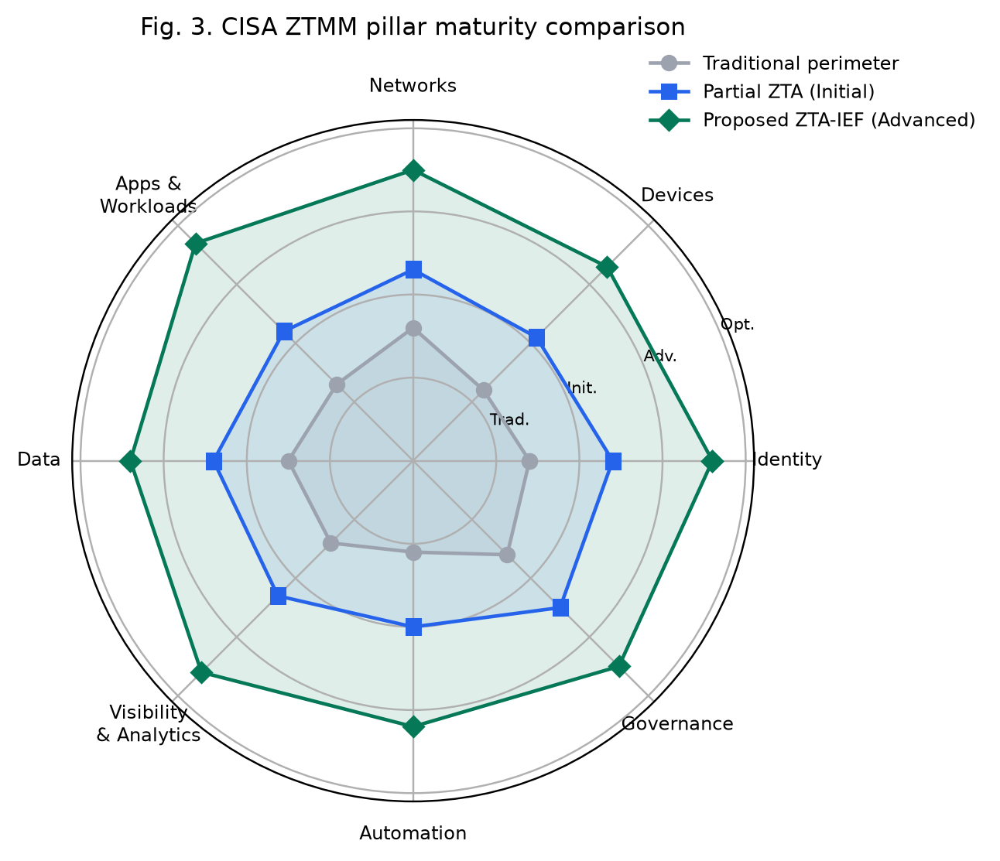 Fig. 3. CISA ZTMM pillar maturity comparison
Traditional perimeter
Partial ZTA (Initial)
Proposed ZTA-IEF (Advanced)
Networks
Apps &
Workloads
Devices
Opt.
Adv.
Init.
Trad.
Data
Identity
Visibility
& Analytics
Governance
Automation